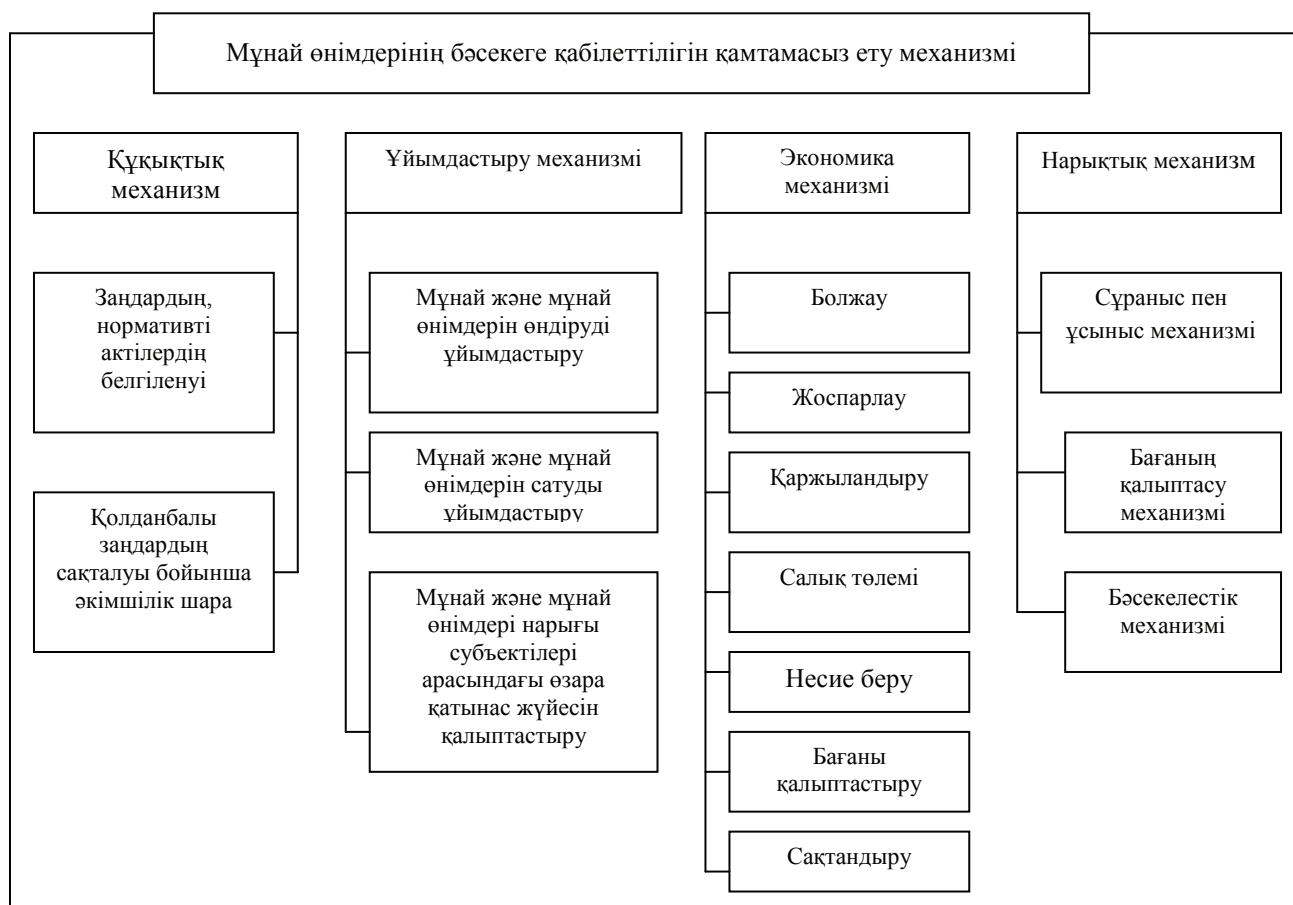 Мұнай өнімдерінің бәсекеге қабілеттілігін қамтамасыз ету механизмі
Құқықтық
механизм
Заңдардың,
нормативті
актілердің
белгіленуі
Қолданбалы
заңдардың
сақталуы бойынша
әкімшілік шара
Ұйымдастыру механизмі
Мұнай және мұнай
өнімдерін өндіруді
ұйымдастыру
Мұнай және мұнай
өнімдерін сатуды
ұйымдастыру
Мұнай және мұнай
өнімдері нарығы
субъектілері
арасындағы өзара
қатынас жүйесін
қалыптастыру
Экономика
механизмі
Болжау
Жоспарлау
Қаржыландыру
Салық төлемі
Несие беру
Бағаны
қалыптастыру
Сақтандыру
Нарықтық механизм
Сұраныс пен
ұсыныс механизмі
Бағаның
қалыптасу
механизмі
Бәсекелестік
механизмі